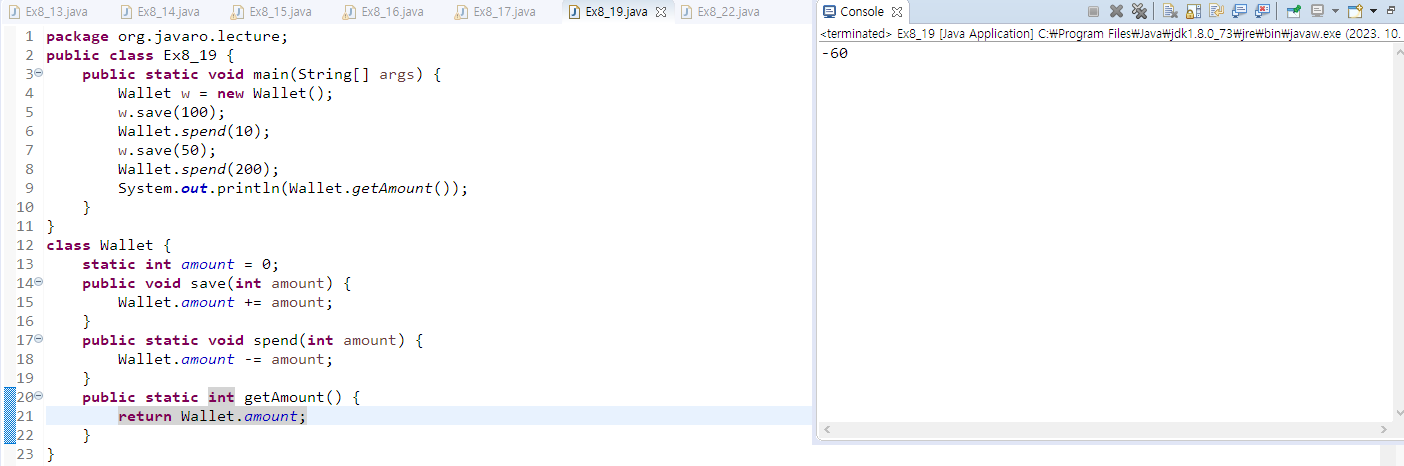 Ex8_13.java Ex8_14.java Ex8_15.java Ex8_16.java Ex8_17.java Ex8_19.java Ex8_22.java
1 package org.javaro.lecture;
2 public class Ex8_19 {
3 public static void main(String[] args) {
4 Wallet w = new Wallet();
5 w.save(100);
6 Wallet.spend(10);
7 w.save(50);
8 Wallet.spend(200);
9 System.out.println(Wallet.getAmount());
10 }
11 }
12 class Wallet {
13 static int amount = 0;
14 public void save(int amount) {
15 Wallet.amount += amount;
16 }
17 public static void spend(int amount) {
18 Wallet.amount -= amount;
19 }
20 public static int getAmount() {
21 return Wallet.amount;
22 }
23 }
Console
<terminated> Ex8_19 [Java Application] C:₩Program Files₩Java₩jdk1.8.0_73₩jre₩bin₩javaw.exe (2023. 10.
-60